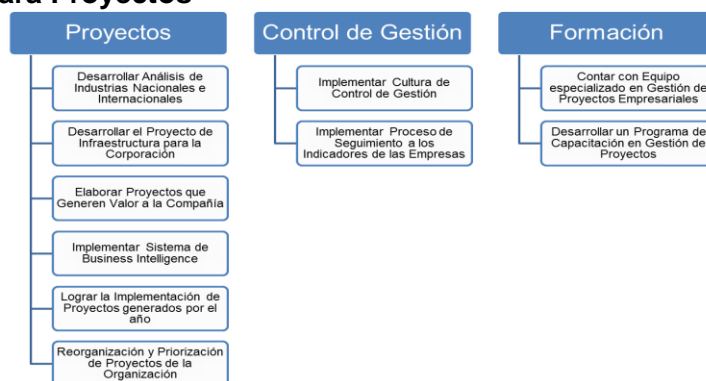 Proyectos
Proyectos
Desarrollar Análisis de
Industrias Nacionales e
Internacionales
Desarrollar el Proyecto de
Infraestructura para la
Corporación
Elaborar Proyectos que
Generen Valor a la Compañía
Implementar Sistema de
Business Intelligence
Lograr la Implementación de
Proyectos generados por el
año
Reorganización y Priorización
de Proyectos de la
Organización
Control de Gestión
Implementar Cultura de
Control de Gestión
Implementar Proceso de
Seguimiento a los
Indicadores de las Empresas
Formación
Contar con Equipo
especializado en Gestión de
Proyectos Empresariales
Desarrollar un Programa de
Capacitación en Gestión de
Proyectos